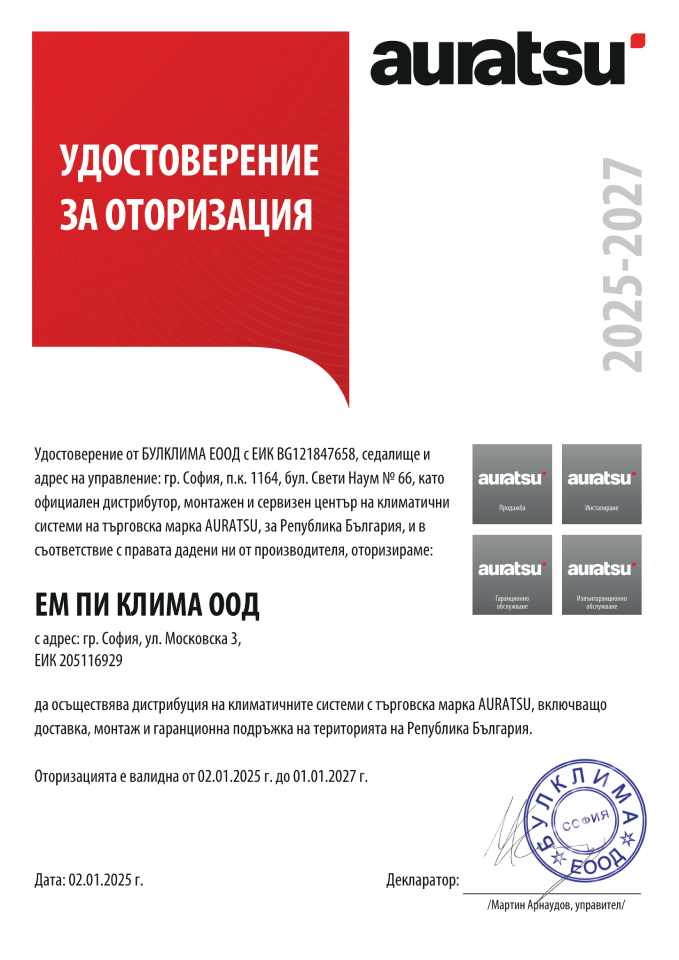 auratsu
УДОСТОВЕРЕНИЕ
ЗА ОТОРИЗАЦИЯ
2025-2027
Удостоверение от БУЛКЛИМА ЕООД с ЕИК BG121847658, седалище и
адрес на управление: гр. София, п.к. 1164, бул. Свети Наум № 66, като
официален дистрибутор, монтажен и сервизен център на климатични
системи на търговска марка AURATSU, за Република България, и в
съответствие с правата дадени ни от производителя, оторизираме:
auratsu
Продажба
auratsu
Инсталиране
auratsu
Гаранционно
обслужване
auratsu
Извънгаранционно
обслужване
ЕМ ПИ КЛИМА ООД
с адрес: гр. София, ул. Московска 3,
ЕИК 205116929
да осъществява дистрибуция на климатичните системи с търговска марка AURATSU, включващо
доставка, монтаж и гаранционна подръжка на територията на Република България.
Оторизацията е валидна от 02.01.2025 г. до 01.01.2027 г.
БУЛКЛИМА
СОФИЯ
ЕООД
Дата: 02.01.2025 г.
Декларатор:
/Мартин Арнаудов, управител/